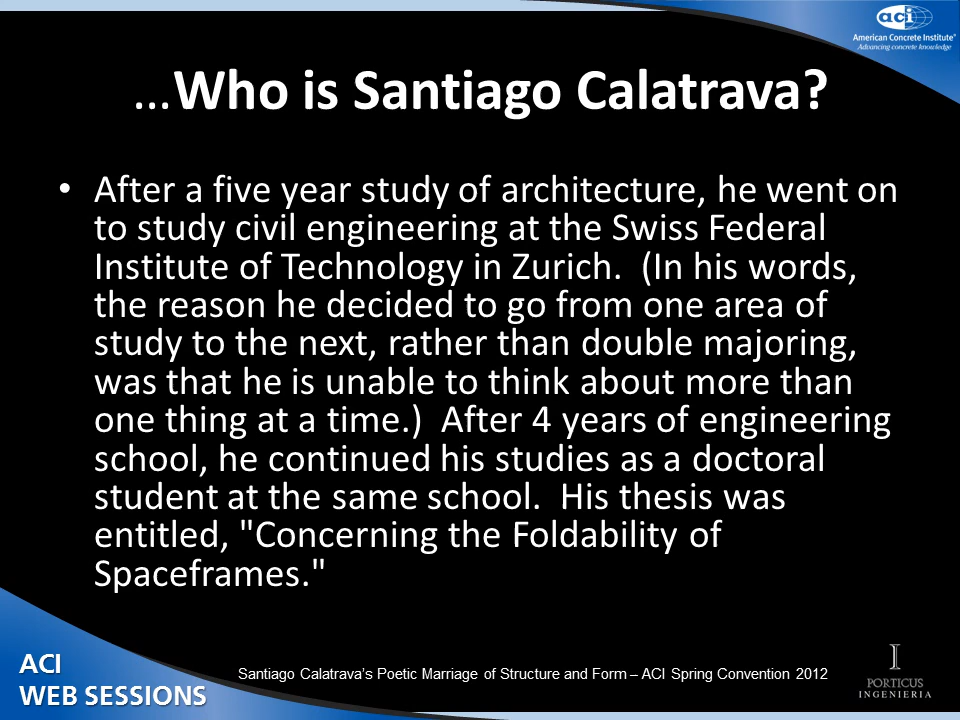 aci
American Concrete Institute®
Advancing concrete knowledge
...Who is Santiago Calatrava?
• After a five year study of architecture, he went on
to study civil engineering at the Swiss Federal
Institute of Technology in Zurich.  (In his words,
the reason he decided to go from one area of
study to the next, rather than double majoring,
was that he is unable to think about more than
one thing at a time.)  After 4 years of engineering
school, he continued his studies as a doctoral
student at the same school.  His thesis was
entitled, "Concerning the Foldability of
Spaceframes."
ACI
WEB SESSIONS
Santiago Calatrava’s Poetic Marriage of Structure and Form – ACI Spring Convention 2012
PORTICUS
INGENIERIA